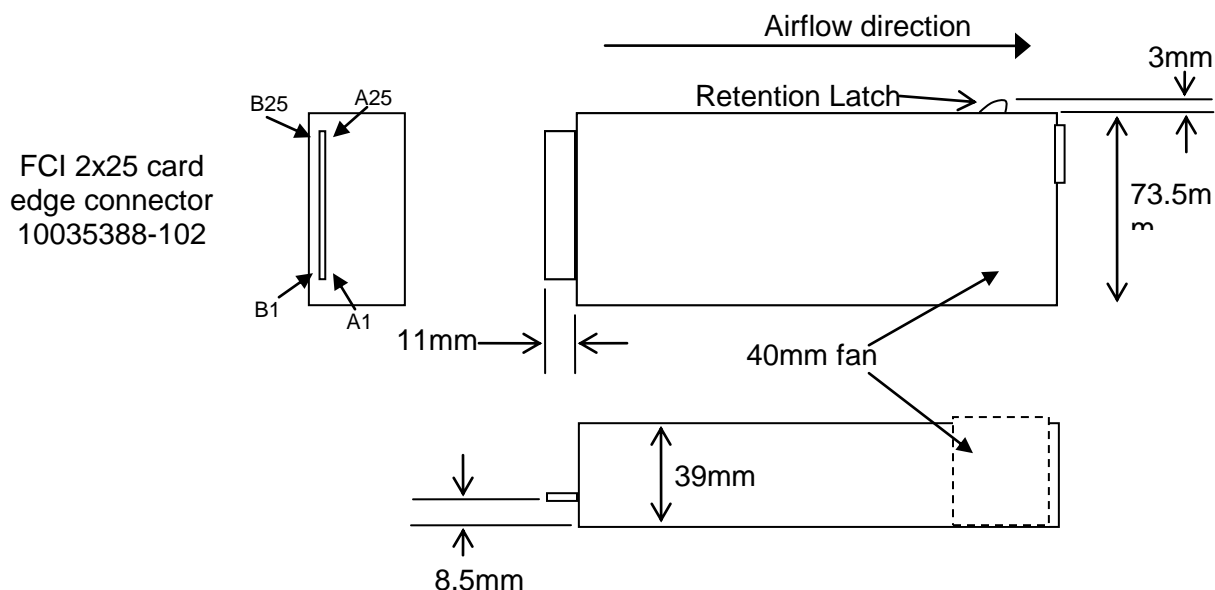 Airflow direction
3mm
Retention Latch
B25
A25
FCI 2x25 card
edge connector
10035388-102
73.5m
m
B1
A1
11mm
40mm fan
39mm
8.5mm